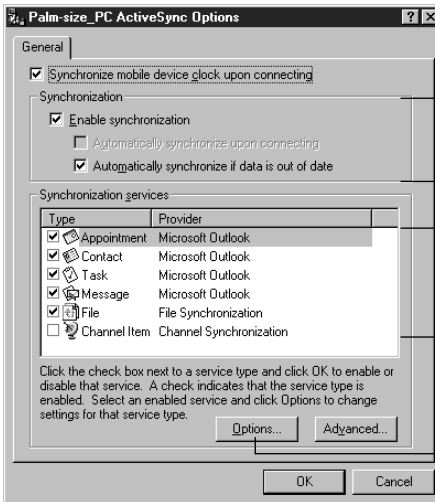 Palm-size_PC ActiveSync Options
General
Synchronize mobile device clock upon connecting
Synchronization
Enable synchronization
Automatically synchronize upon connecting
Automatically synchronize if data is out of date
Synchronization services
Type Provider
Appointment Microsoft Outlook
Contact Microsoft Outlook
Task Microsoft Outlook
Message Microsoft Outlook
File File Synchronization
Channel Item Channel Synchronization
Click the check box next to a service type and click OK to enable or
disable that service. A check indicates that the service type is
enabled. Select an enabled service and click Options to change
settings for that service type.
Options... Advanced...
OK Cancel